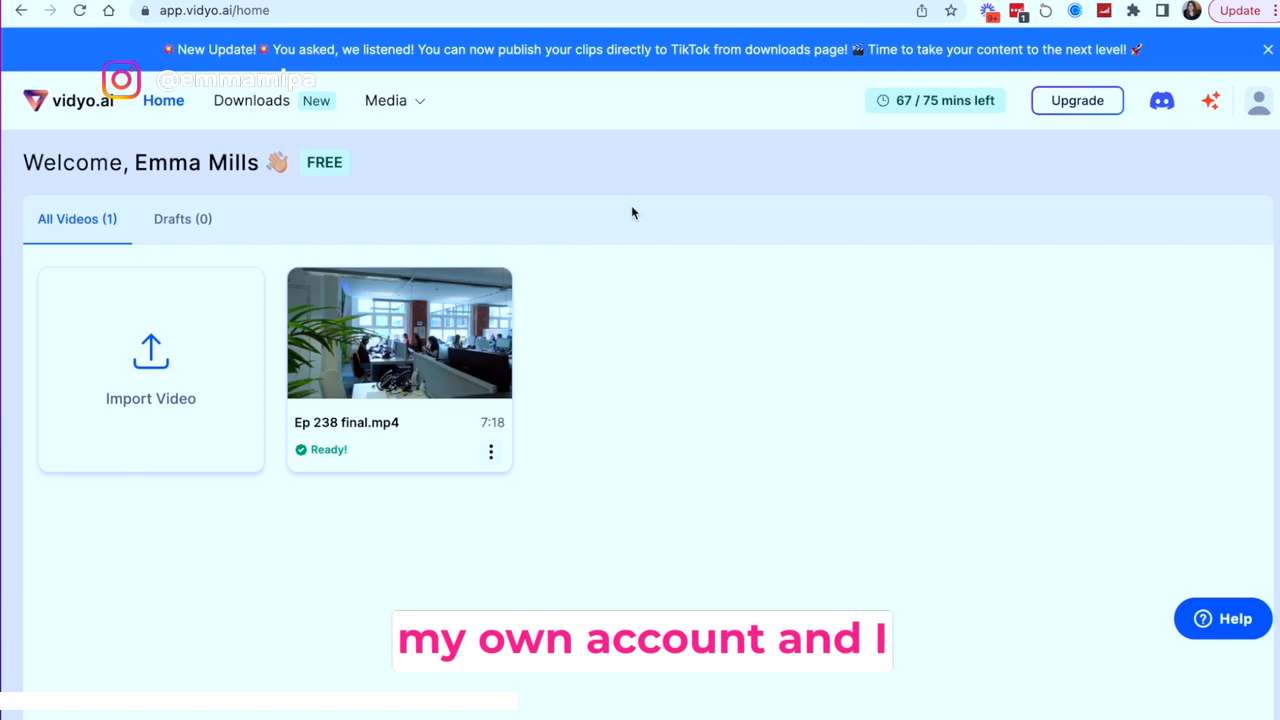 app.vidyo.ai/home
9+
1
Update
New Update! You asked, we listened! You can now publish your clips directly to TikTok from downloads page! Time to take your content to the next level!
@emmamipa
vidyo.ai
Home
Downloads
New
Media
67 / 75 mins left
Upgrade
Welcome, Emma Mills
FREE
All Videos (1)
Drafts (0)
Import Video
Ep 238 final.mp4
7:18
Ready!
Help
my own account and I